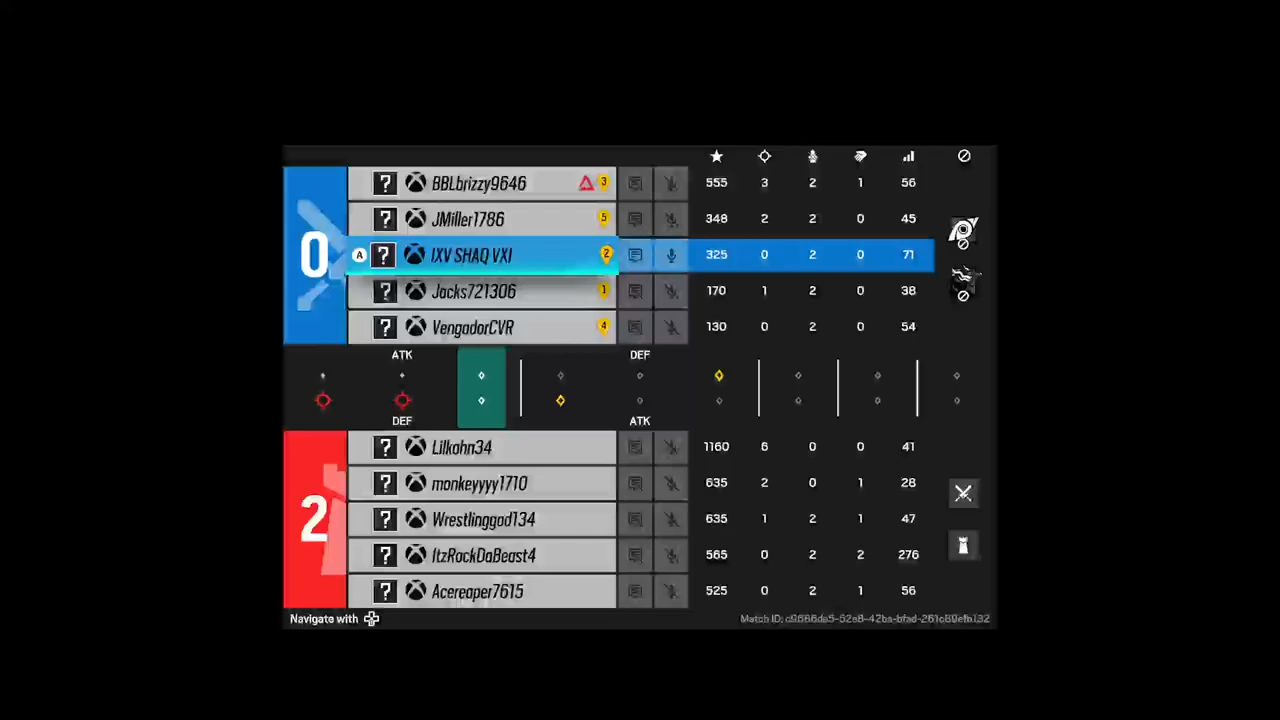 BBLbrizzy9646 3 555 3 2 1 56
JMiller1786 5 348 2 2 0 45
0
A ? IXV SHAQ VXI 2 325 0 2 0 71
? Jacks721306 1 170 1 2 0 38
? VengadorCVR 4 130 0 2 0 54
ATK DEF
DEF ATK
? Lilkohn34 1160 6 0 0 41
? monkeyyyy1710 635 2 0 1 28
2
? Wrestlinggod134 635 1 2 1 47
? ItzRockDaBeast4 565 0 2 2 276
? Acereaper7615 525 0 2 1 56
Navigate with
Match ID: